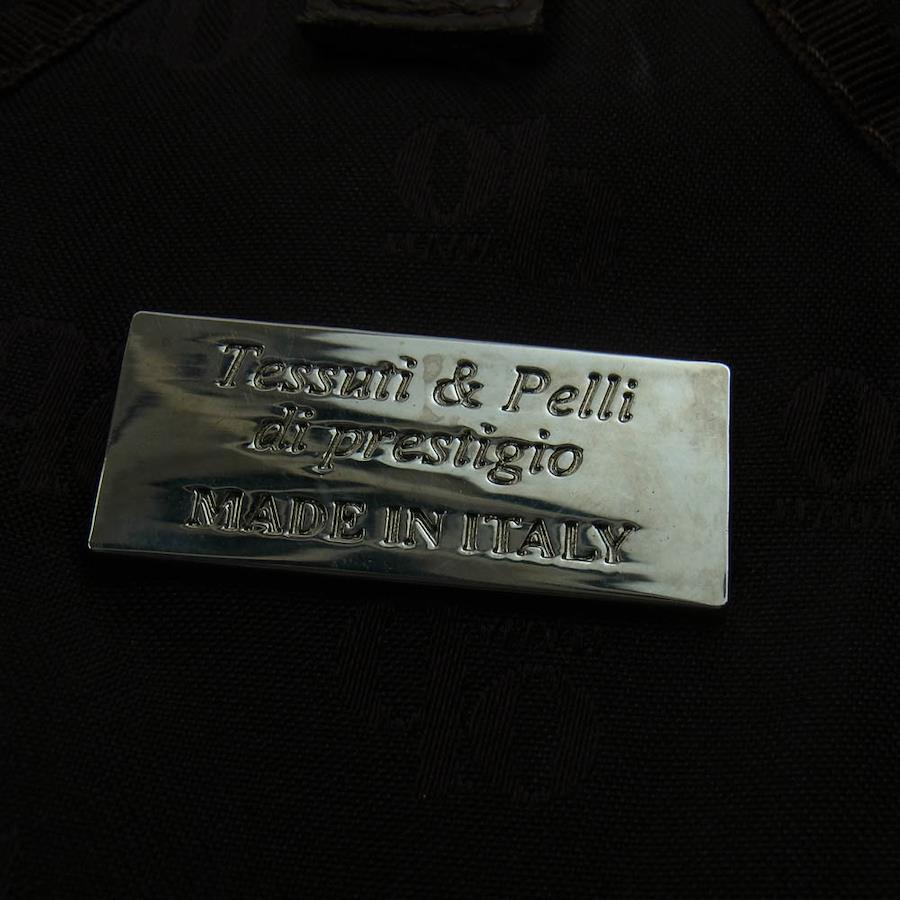 Tessuti & Pelli
di prestigio
MADE IN ITALY